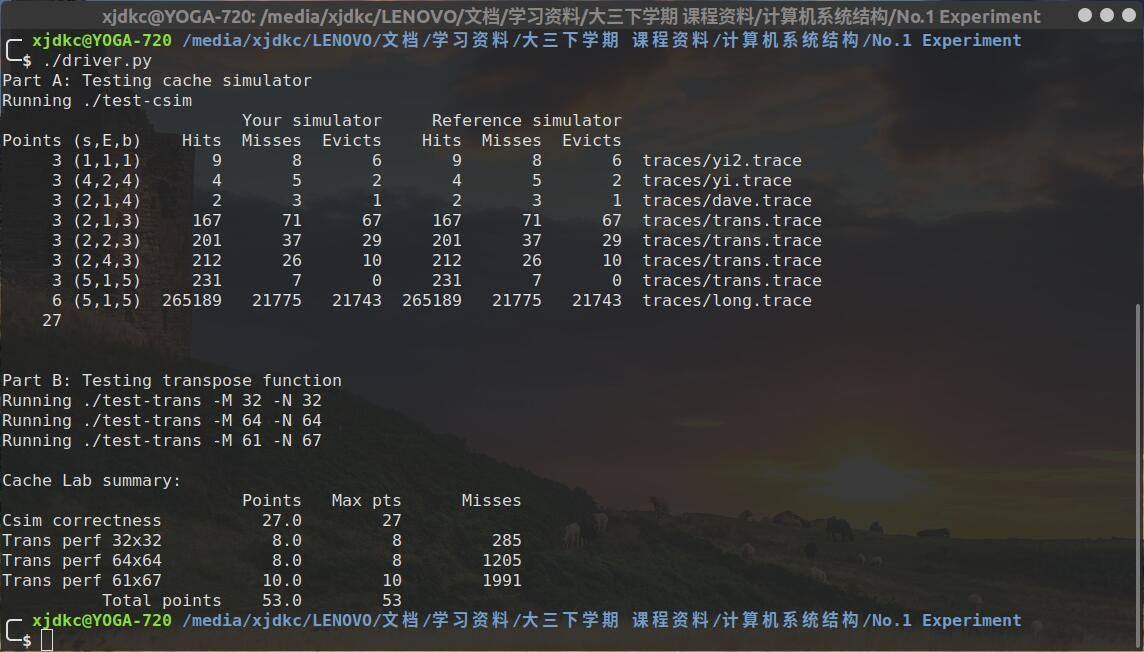 xjdkc@YOGA-720: /media/xjdkc/LENOVO/文档/学习资料/大三下学期 课程资料/计算机系统结构/No.1 Experiment
xjdkc@YOGA-720 /media/xjdkc/LENOVO/文档/学习资料/大三下学期 课程资料/计算机系统结构/No.1 Experiment
$ ./driver.py
Part A: Testing cache simulator
Running ./test-csim
                        Your simulator     Reference simulator
Points (s,E,b)    Hits  Misses  Evicts    Hits  Misses  Evicts
     3 (1,1,1)       9       8       6       9       8       6  traces/yi2.trace
     3 (4,2,4)       4       5       2       4       5       2  traces/yi.trace
     3 (2,1,4)       2       3       1       2       3       1  traces/dave.trace
     3 (2,1,3)     167      71      67     167      71      67  traces/trans.trace
     3 (2,2,3)     201      37      29     201      37      29  traces/trans.trace
     3 (2,4,3)     212      26      10     212      26      10  traces/trans.trace
     3 (5,1,5)     231       7       0     231       7       0  traces/trans.trace
     6 (5,1,5)  265189   21775   21743  265189   21775   21743  traces/long.trace
    27
Part B: Testing transpose function
Running ./test-trans -M 32 -N 32
Running ./test-trans -M 64 -N 64
Running ./test-trans -M 61 -N 67
Cache Lab summary:
                        Points   Max pts      Misses
Csim correctness          27.0        27
Trans perf 32x32           8.0         8         285
Trans perf 64x64           8.0         8        1205
Trans perf 61x67          10.0        10        1991
          Total points    53.0        53
xjdkc@YOGA-720 /media/xjdkc/LENOVO/文档/学习资料/大三下学期 课程资料/计算机系统结构/No.1 Experiment
$